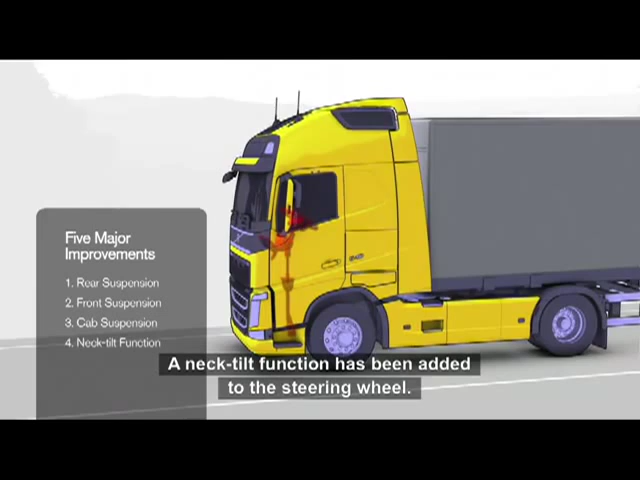 Five Major
Improvements
1. Rear Suspension
2. Front Suspension
3. Cab Suspension
4. Neck-tilt Function
A neck-tilt function has been added
to the steering wheel.